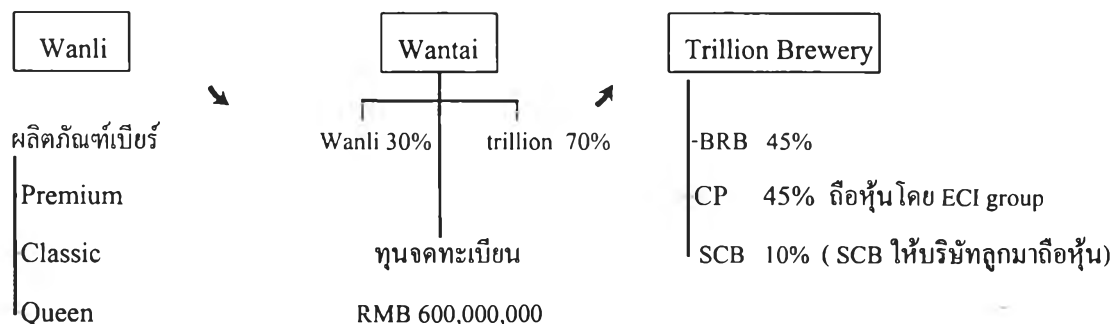 Wanli
Wantai
Trillion Brewery
ผลิตภัณฑ์เบียร์
Wanli 30%
trillion 70%
-BRB 45%
Premium
CP 45% ถือหุ้นโดย ECI group
Classic
ทุนจดทะเบียน
SCB 10% ( SCB ให้บริษัทลูกมาถือหุ้น)
Queen
RMB 600,000,000